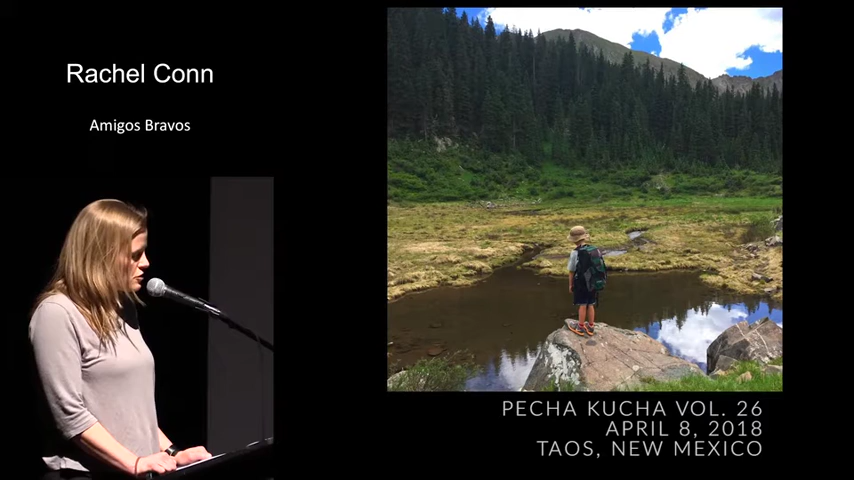 Rachel Conn
Amigos Bravos
PECHA KUCHA VOL. 26
APRIL 8, 2018
TAOS, NEW MEXICO